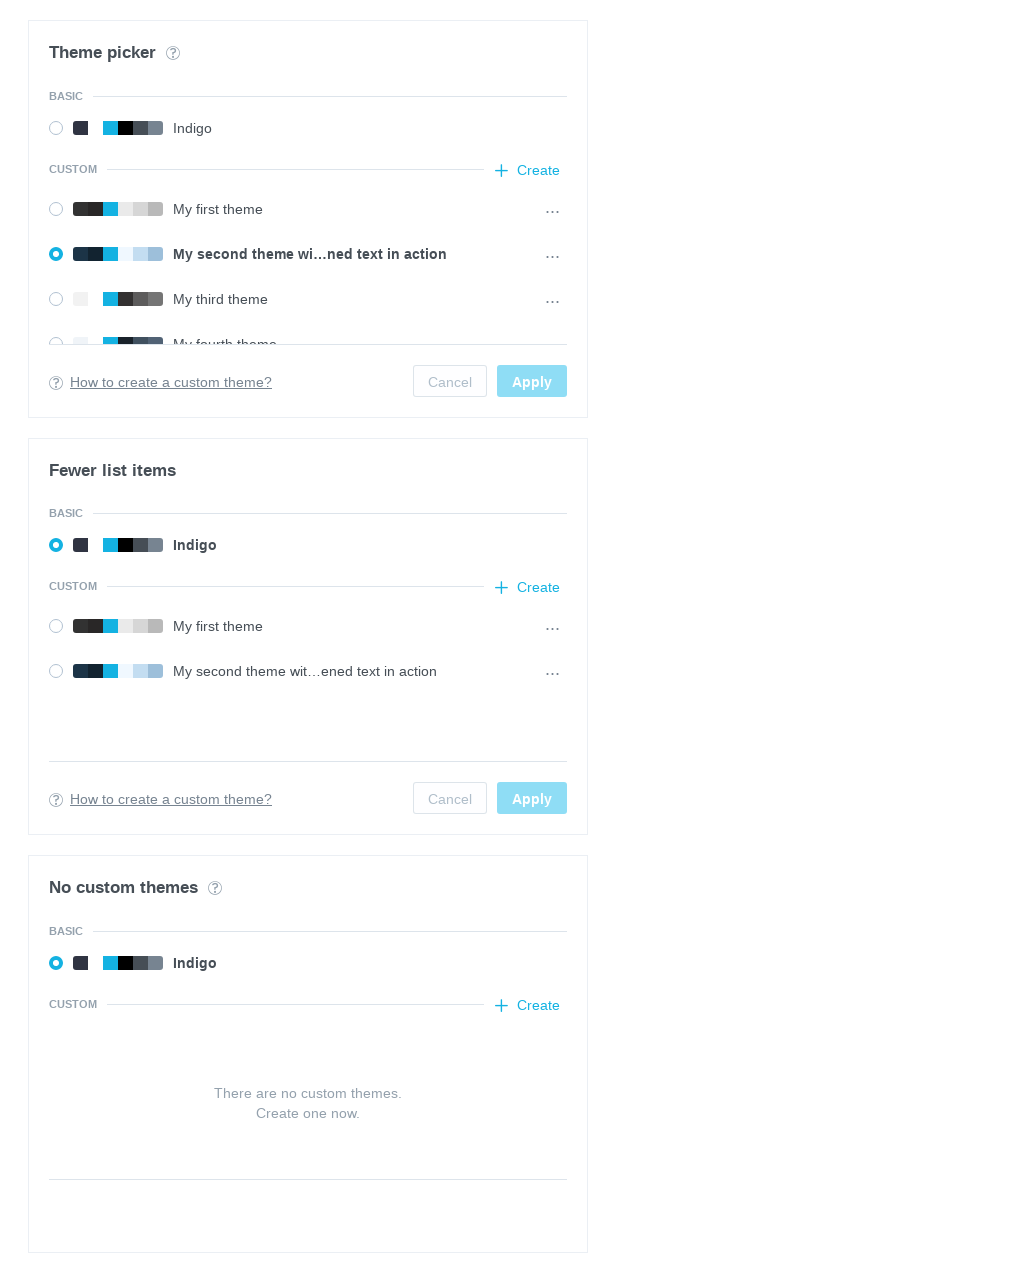 Theme picker ?
BASIC
Indigo
CUSTOM
Create
My first theme ...
My second theme wi…ned text in action ...
My third theme ...
My fourth theme
? How to create a custom theme?
Cancel
Apply
Fewer list items
BASIC
Indigo
CUSTOM
Create
My first theme ...
My second theme wit…ened text in action ...
? How to create a custom theme?
Cancel
Apply
No custom themes ?
BASIC
Indigo
CUSTOM
Create
There are no custom themes.
Create one now.